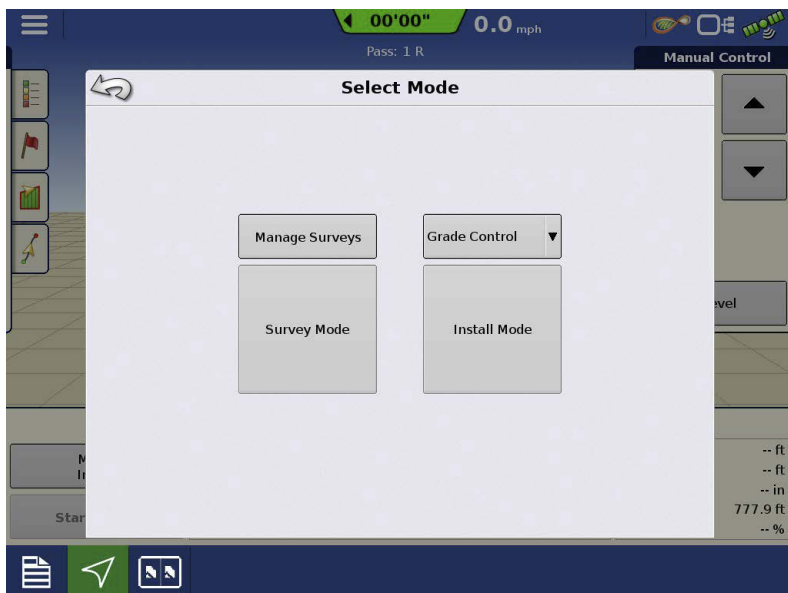 00'00"
0.0 mph
Pass: 1 R
Manual Control
Select Mode
Manage Surveys
Grade Control
Survey Mode
Install Mode
-- ft
-- ft
-- in
777.9 ft
-- %